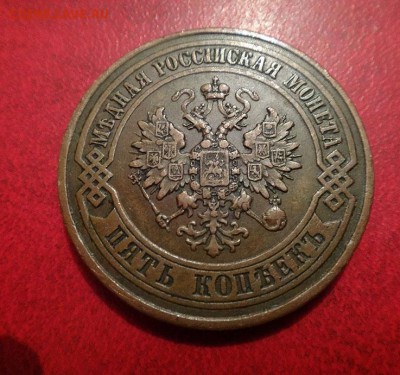 МѢДНАЯ РОССІЙСКАЯ МОНЕТА
ПЯТЬ КОПѢЕКЪ